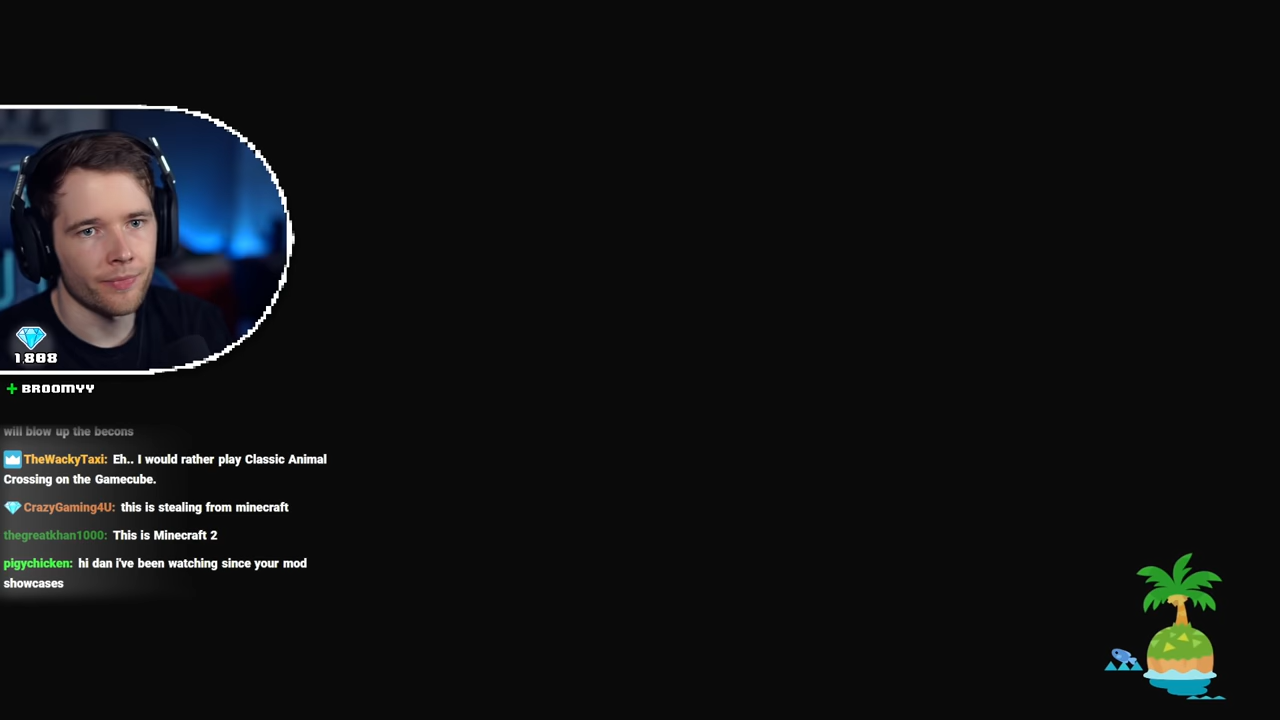 1,808
+ BROOMYY
will blow up the becons
TheWackyTaxi: Eh.. I would rather play Classic Animal
Crossing on the Gamecube.
CrazyGaming4U: this is stealing from minecraft
thegreatkhan1000: This is Minecraft 2
pigychicken: hi dan i've been watching since your mod
showcases